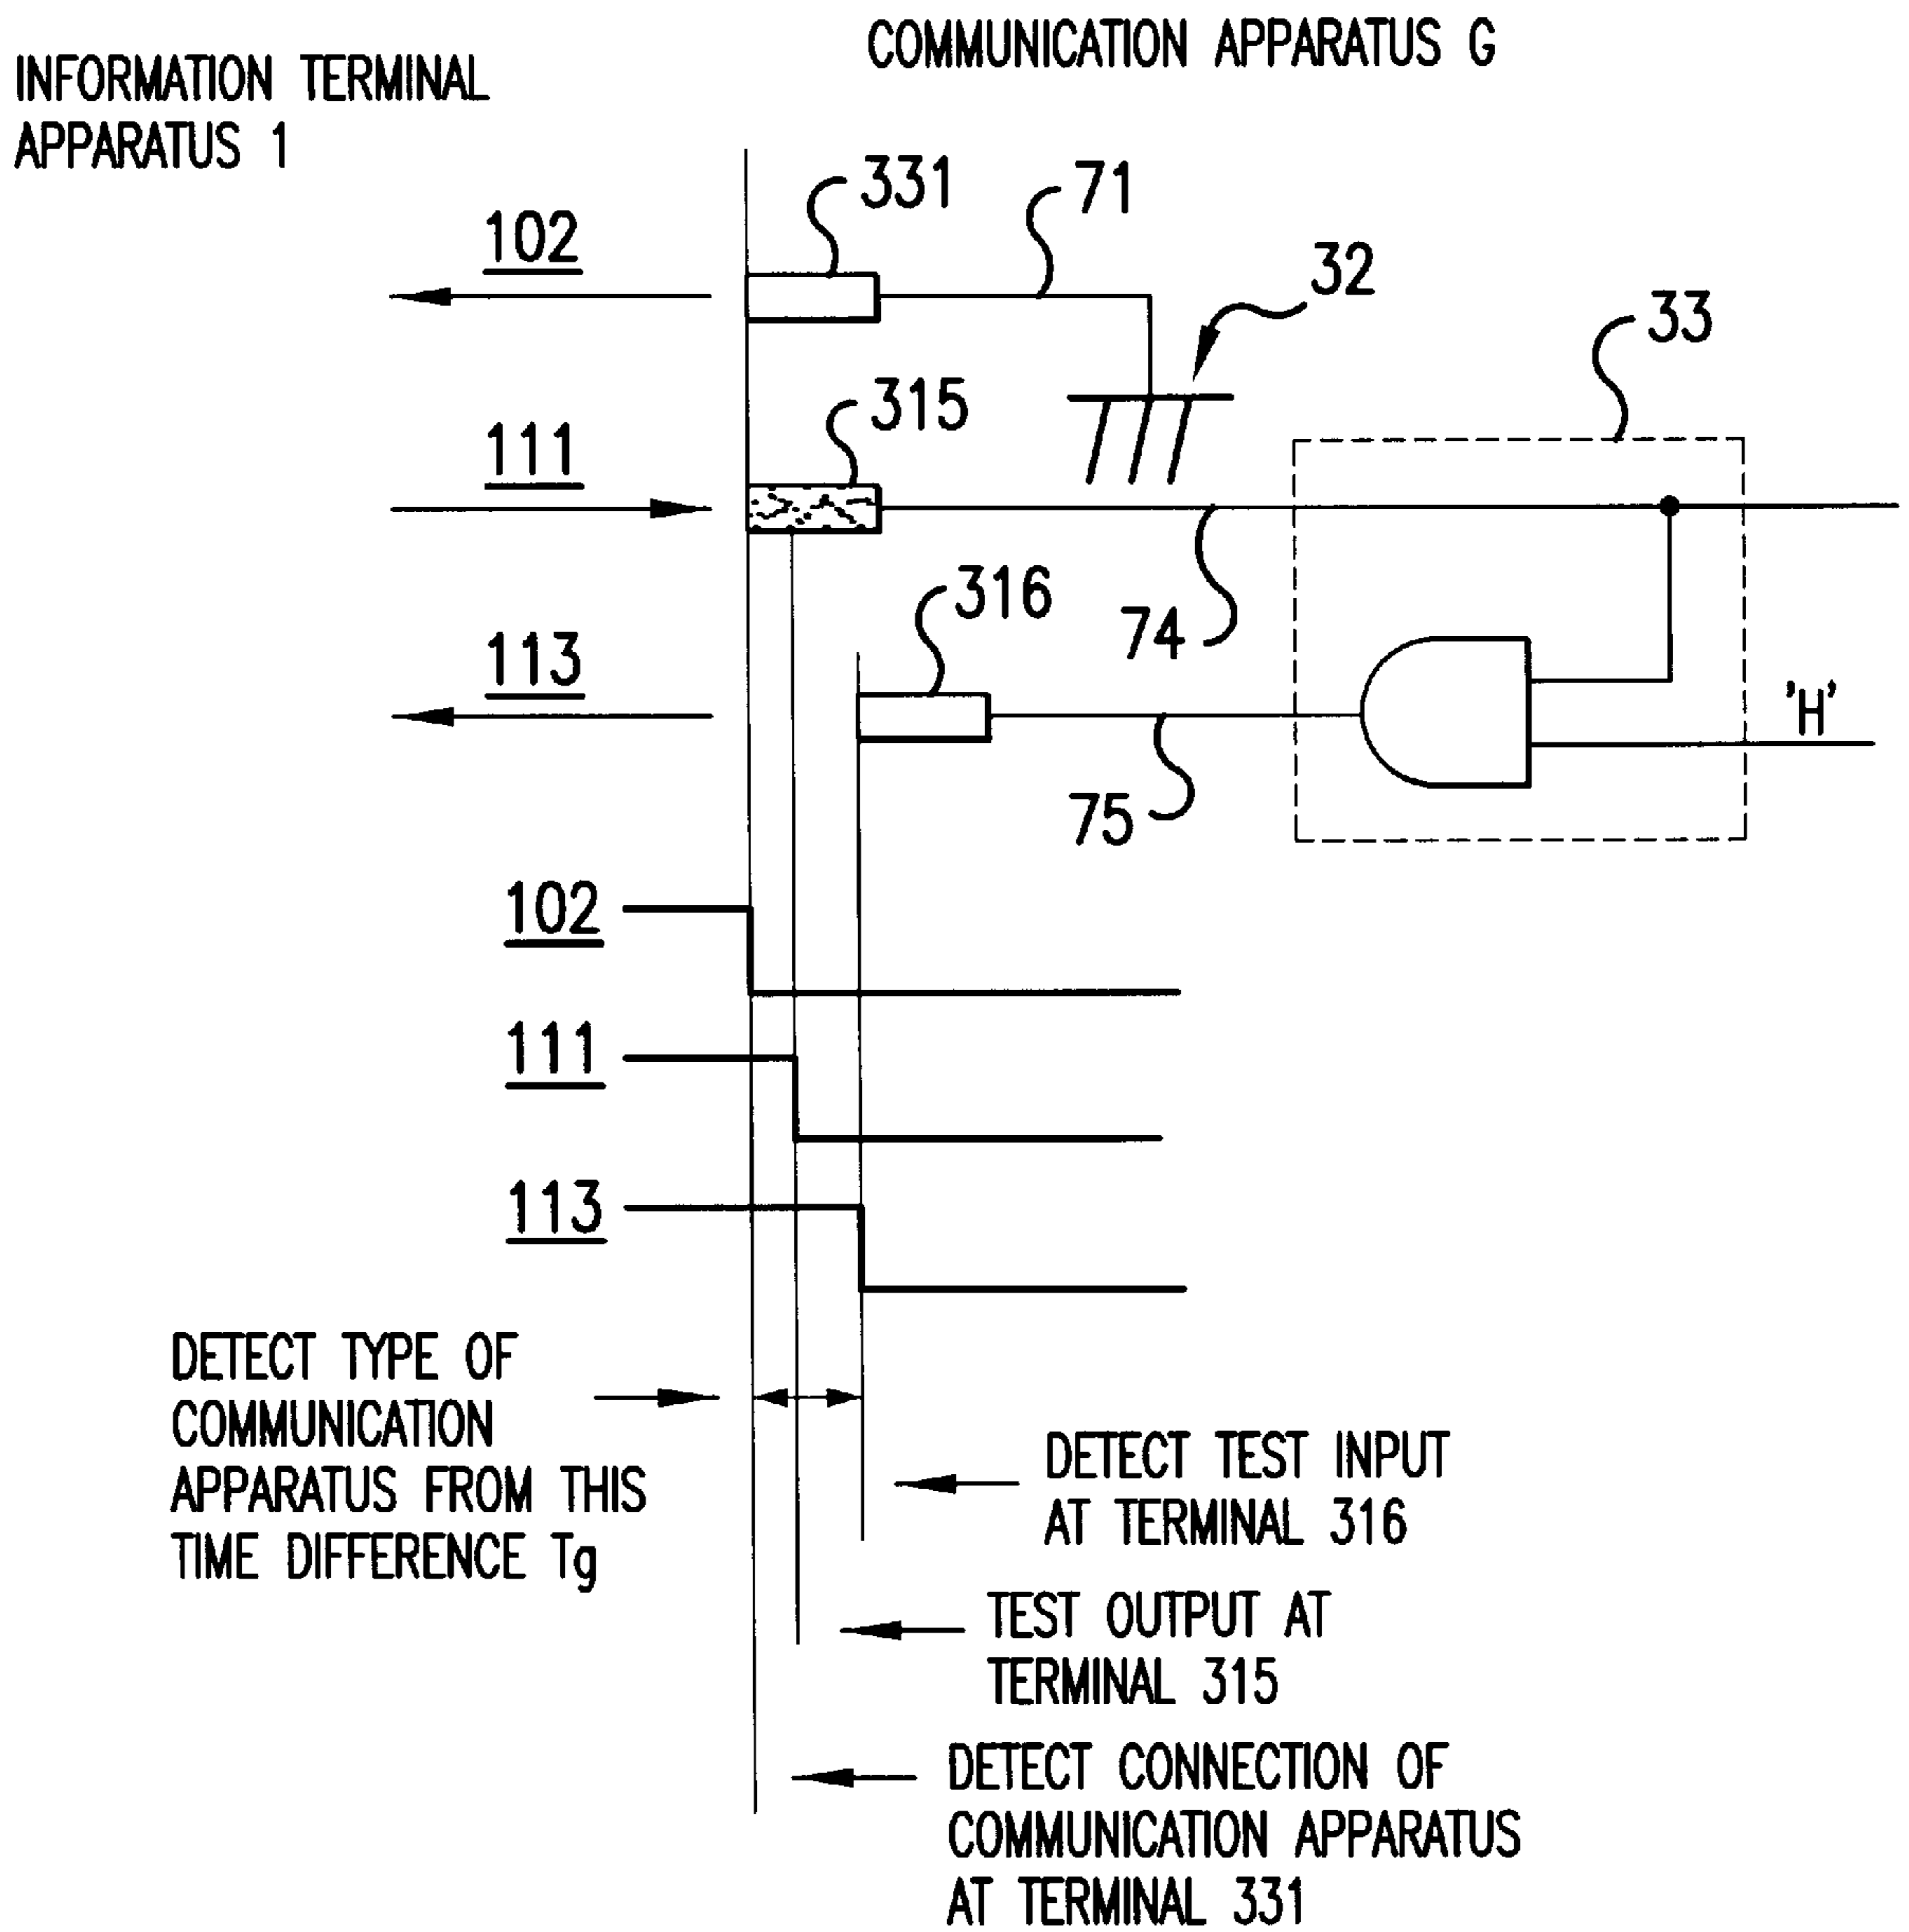 COMMUNICATION APPARATUS G
INFORMATION TERMINAL
APPARATUS 1
331
71
102
32
33
315
111
316
74
113
'H'
75
102
111
113
DETECT TYPE OF
COMMUNICATION
APPARATUS FROM THIS
TIME DIFFERENCE Tg
DETECT TEST INPUT
AT TERMINAL 316
TEST OUTPUT AT
TERMINAL 315
DETECT CONNECTION OF
COMMUNICATION APPARATUS
AT TERMINAL 331